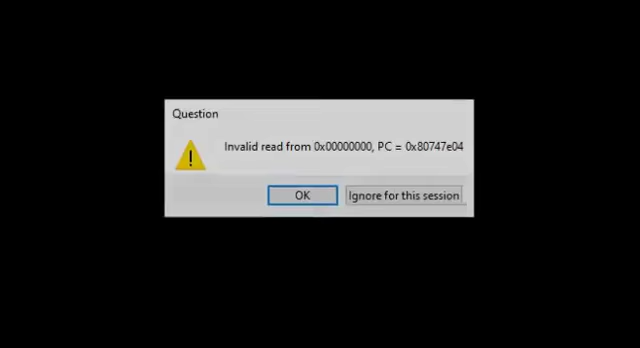 Question
Invalid read from 0x00000000, PC = 0x80747e04
OK
Ignore for this session